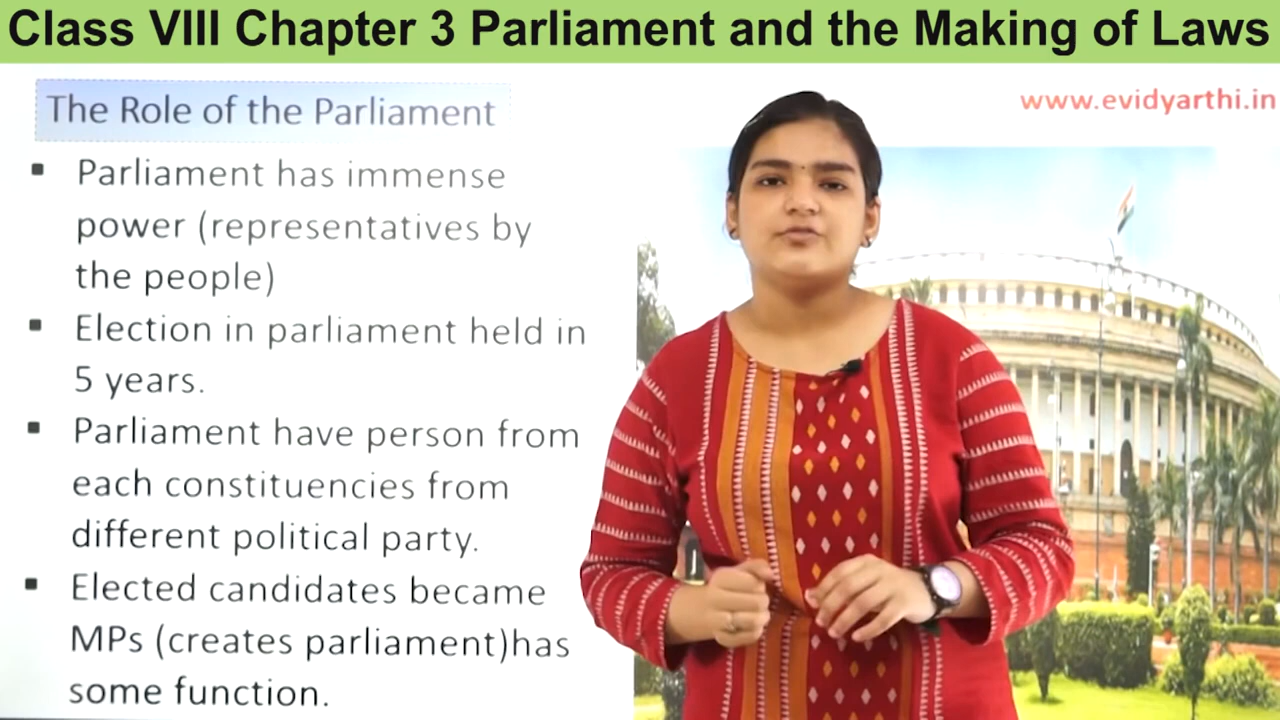 Class VIII Chapter 3 Parliament and the Making of Laws
The Role of the Parliament
www.evidyarthi.in
▪ Parliament has immense
power (representatives by
the people)
▪ Election in parliament held in
5 years.
▪ Parliament have person from
each constituencies from
different political party.
▪ Elected candidates became
MPs (creates parliament)has
some function.